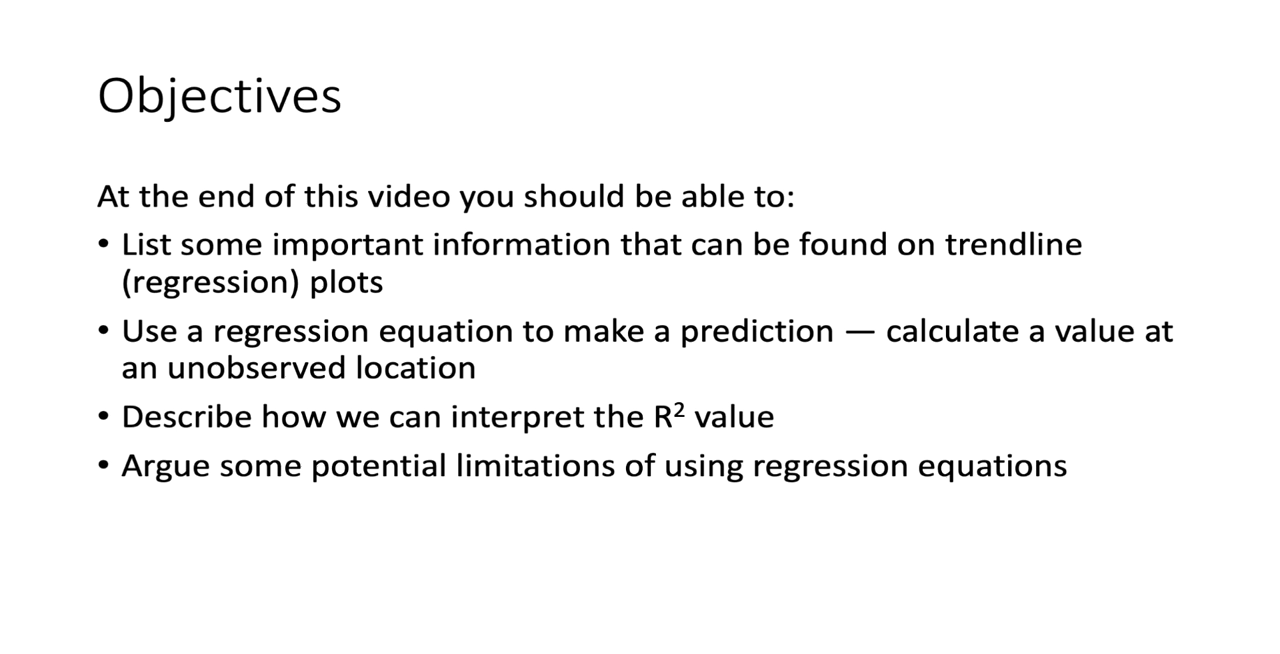 Objectives
At the end of this video you should be able to:
• List some important information that can be found on trendline
(regression) plots
• Use a regression equation to make a prediction — calculate a value at
an unobserved location
• Describe how we can interpret the R² value
• Argue some potential limitations of using regression equations